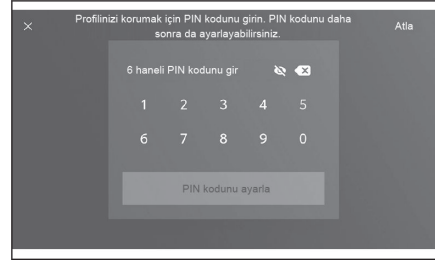 Profilinizi korumak için PIN kodunu girin. PIN kodunu daha
sonra da ayarlayabilirsiniz.
Atla
6 haneli PIN kodunu gir
1 2 3 4 5
6 7 8 9 0
PIN kodunu ayarla